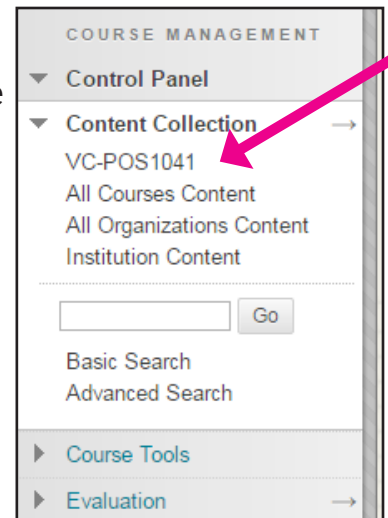 COURSE MANAGEMENT
Control Panel
e
Content Collection →
VC-POS1041
All Courses Content
All Organizations Content
Institution Content
Go
Basic Search
Advanced Search
Course Tools
Evaluation →